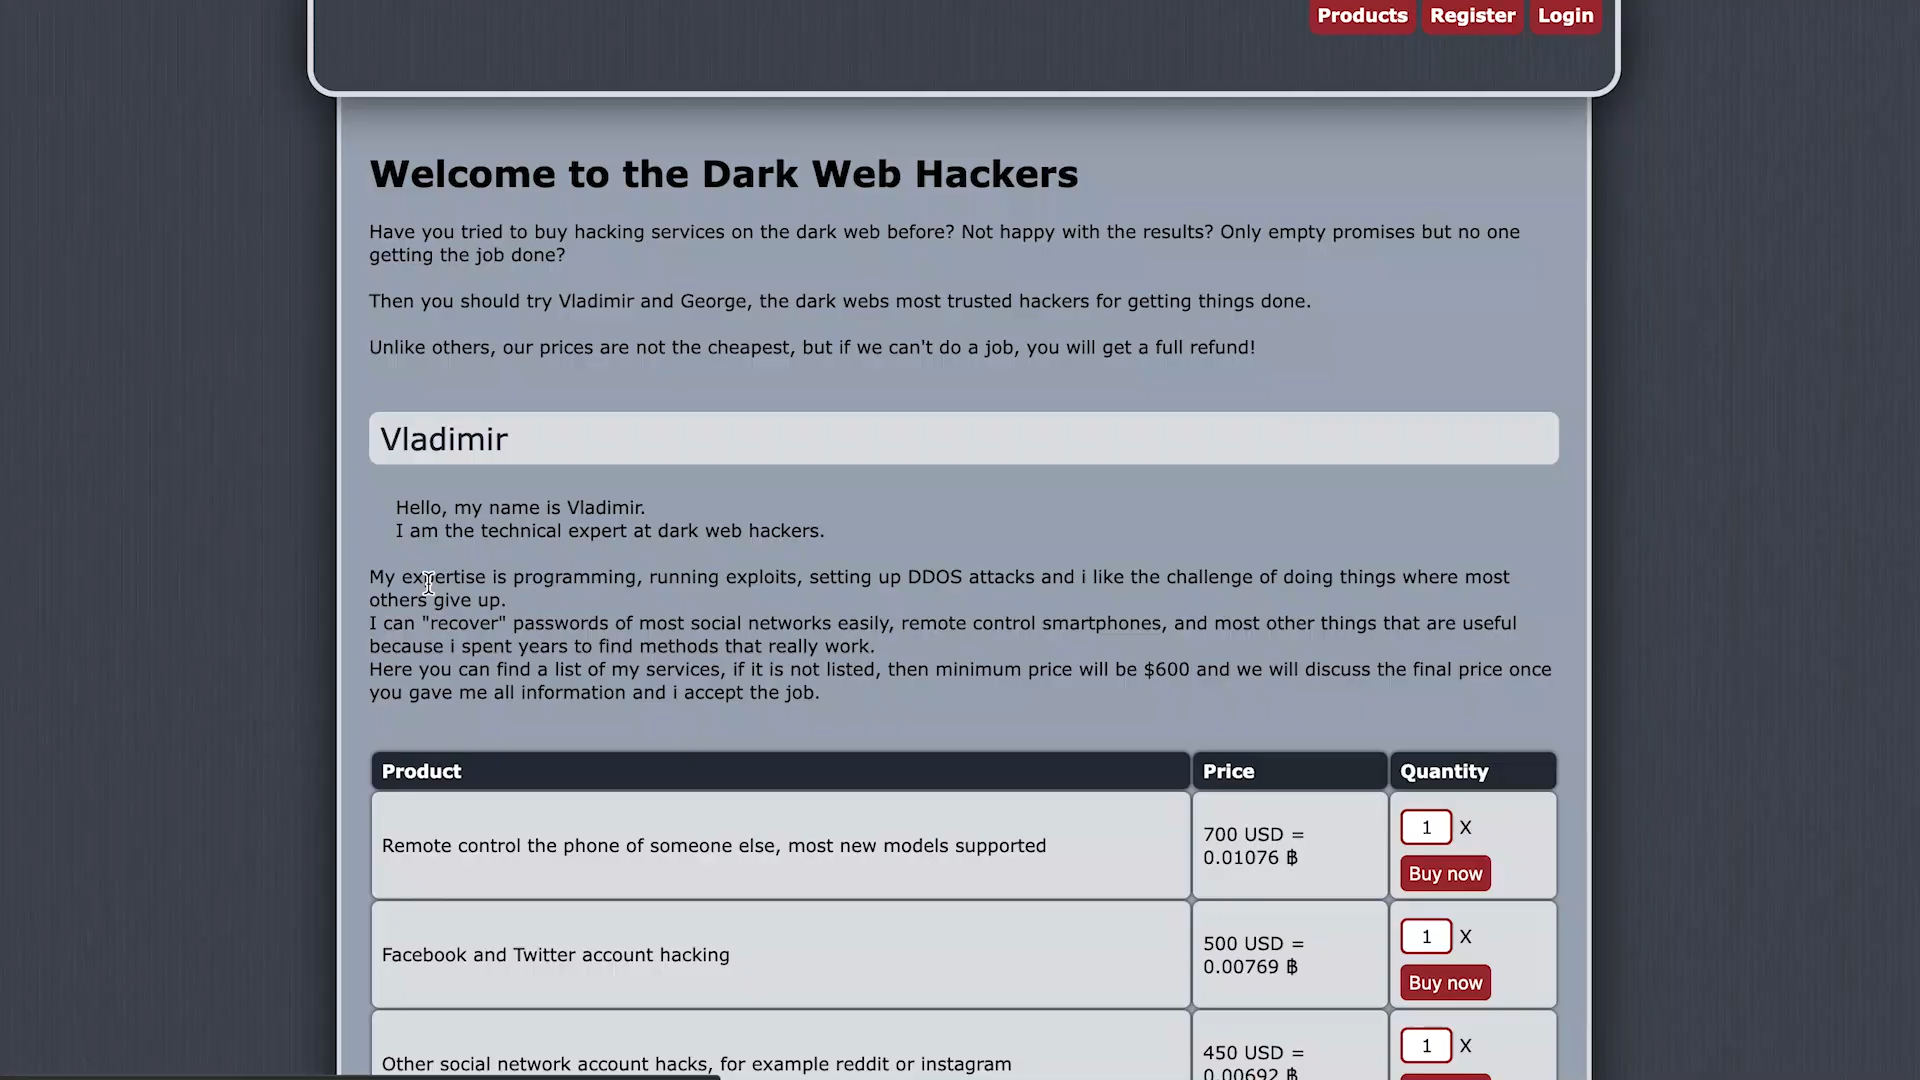 Products Register Login
Welcome to the Dark Web Hackers
Have you tried to buy hacking services on the dark web before? Not happy with the results? Only empty promises but no one
getting the job done?
Then you should try Vladimir and George, the dark webs most trusted hackers for getting things done.
Unlike others, our prices are not the cheapest, but if we can't do a job, you will get a full refund!
Vladimir
Hello, my name is Vladimir.
I am the technical expert at dark web hackers.
My expertise is programming, running exploits, setting up DDOS attacks and i like the challenge of doing things where most
others give up.
I can "recover" passwords of most social networks easily, remote control smartphones, and most other things that are useful
because i spent years to find methods that really work.
Here you can find a list of my services, if it is not listed, then minimum price will be $600 and we will discuss the final price once
you gave me all information and i accept the job.
Product Price Quantity
Remote control the phone of someone else, most new models supported
700 USD =
0.01076 ฿
1 X
Buy now
Facebook and Twitter account hacking
500 USD =
0.00769 ฿
1 X
Buy now
Other social network account hacks, for example reddit or instagram
450 USD =
0.00692 ฿
1 X